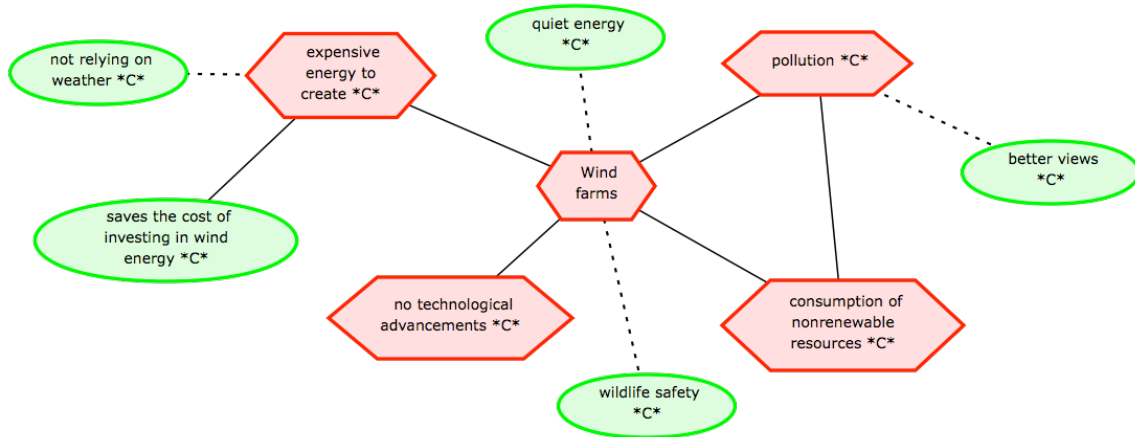 quiet energy
*C*
not relying on
weather *C*
expensive
energy to
create *C*
pollution *C*
better views
*C*
Wind
farms
saves the cost of
investing in wind
energy *C*
no technological
advancements *C*
consumption of
nonrenewable
resources *C*
wildlife safety
*C*